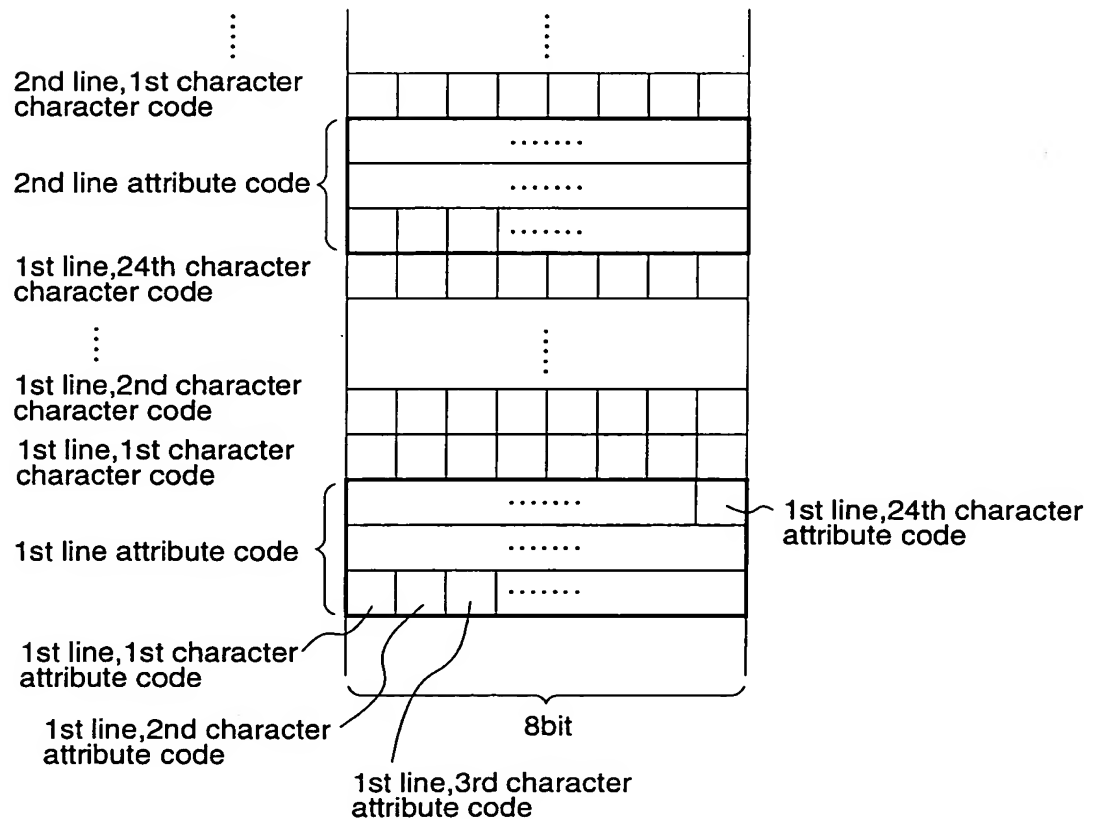 2nd line,1st character
character code
2nd line attribute code
1st line,24th character
character code
1st line,2nd character
character code
1st line,1st character
character code
1st line attribute code
1st line,24th character
attribute code
1st line,1st character
attribute code
1st line,2nd character
attribute code
8bit
1st line,3rd character
attribute code